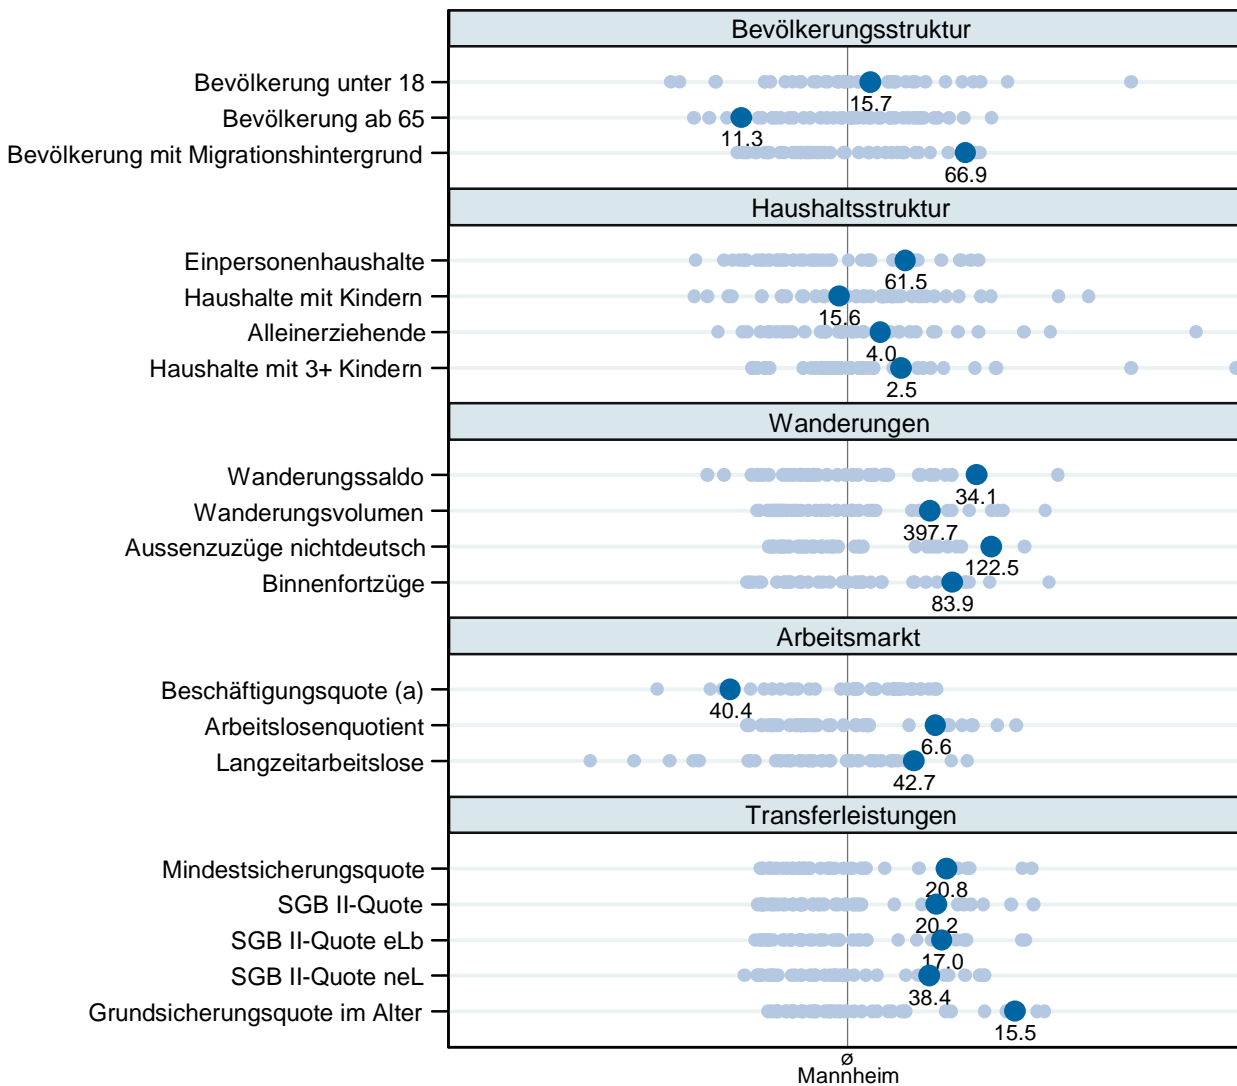 Bevölkerungsstruktur
Bevölkerung unter 18
15.7
Bevölkerung ab 65
11.3
Bevölkerung mit Migrationshintergrund
66.9
Haushaltsstruktur
Einpersonenhaushalte
61.5
Haushalte mit Kindern
15.6
Alleinerziehende
4.0
Haushalte mit 3+ Kindern
2.5
Wanderungen
Wanderungssaldo
34.1
Wanderungsvolumen
397.7
Aussenzuzüge nichtdeutsch
122.5
Binnenfortzüge
83.9
Arbeitsmarkt
Beschäftigungsquote (a)
40.4
Arbeitslosenquotient
6.6
Langzeitarbeitslose
42.7
Transferleistungen
Mindestsicherungsquote
20.8
SGB II-Quote
20.2
SGB II-Quote eLb
17.0
SGB II-Quote neL
38.4
Grundsicherungsquote im Alter
15.5
ø
Mannheim